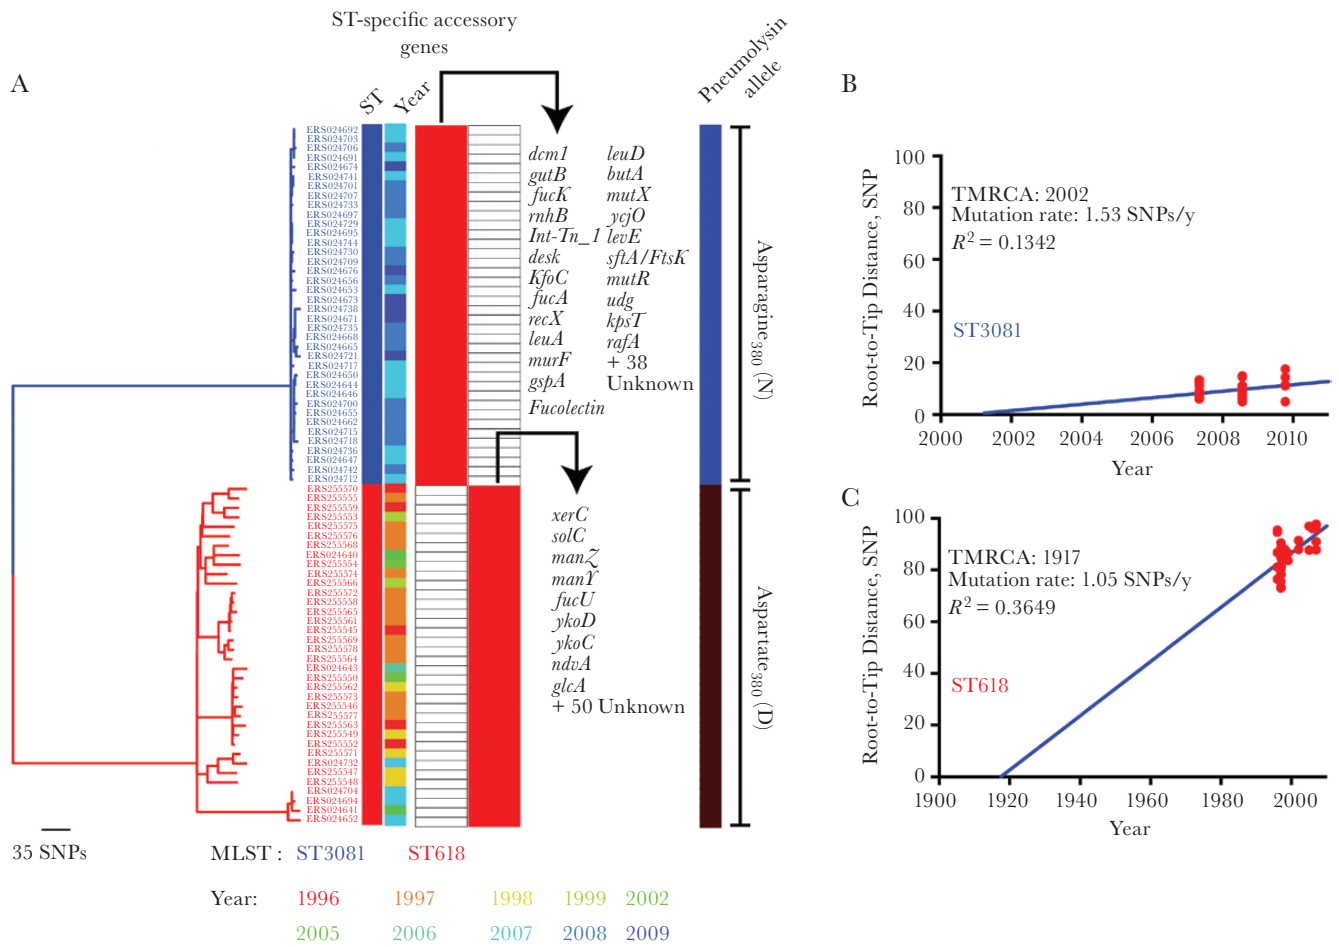 ST-specific accessory
genes
A
ST
Year
Pneumolysin
allele
ERS024692
ERS024703
ERS024706
ERS024691
ERS024674
ERS024741
ERS024701
ERS024707
ERS024733
ERS024697
ERS024729
ERS024695
ERS024744
ERS024730
ERS024709
ERS024676
ERS024656
ERS024653
ERS024673
ERS024738
ERS024671
ERS024735
ERS024668
ERS024665
ERS024721
ERS024717
ERS024650
ERS024644
ERS024646
ERS024700
ERS024655
ERS024662
ERS024715
ERS024718
ERS024736
ERS024647
ERS024742
ERS024712
ERS255570
ERS255555
ERS255559
ERS255553
ERS255575
ERS255576
ERS255568
ERS024640
ERS255554
ERS255574
ERS255566
ERS255572
ERS255558
ERS255565
ERS255561
ERS255545
ERS255569
ERS255578
ERS255564
ERS024643
ERS255550
ERS255562
ERS255573
ERS255546
ERS255577
ERS255563
ERS255549
ERS255552
ERS255571
ERS024732
ERS255547
ERS255548
ERS024704
ERS024694
ERS024641
ERS024652
dcm1 leuD
gutB butA
fucK mutX
rnhB ycjO
Int-Tn_1 levE
desk sftA/FtsK
KfoC mutR
fucA udg
recX kpsT
leuA rafA
murF + 38
gspA Unknown
Fucolectin
xerC
solC
manZ
manY
fucU
ykoD
ykoC
ndvA
glcA
+ 50 Unknown
Asparagine380 (N)
Aspartate380 (D)
35 SNPs
MLST : ST3081 ST618
Year: 1996 1997 1998 1999 2002
2005 2006 2007 2008 2009
B
Root-to-Tip Distance, SNP
100
80
60
40
20
0
TMRCA: 2002
Mutation rate: 1.53 SNPs/y
R² = 0.1342
ST3081
2000 2002 2004 2006 2008 2010
Year
C
Root-to-Tip Distance, SNP
100
80
60
40
20
0
TMRCA: 1917
Mutation rate: 1.05 SNPs/y
R² = 0.3649
ST618
1900 1920 1940 1960 1980 2000
Year